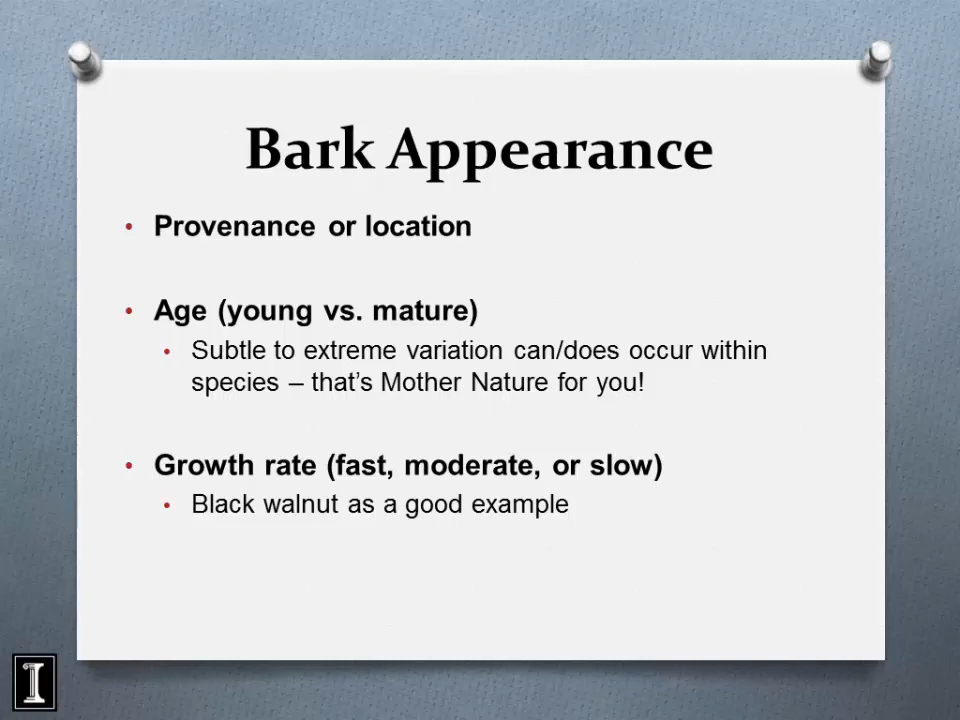 Bark Appearance
• Provenance or location
• Age (young vs. mature)
• Subtle to extreme variation can/does occur within
species – that's Mother Nature for you!
• Growth rate (fast, moderate, or slow)
• Black walnut as a good example
I